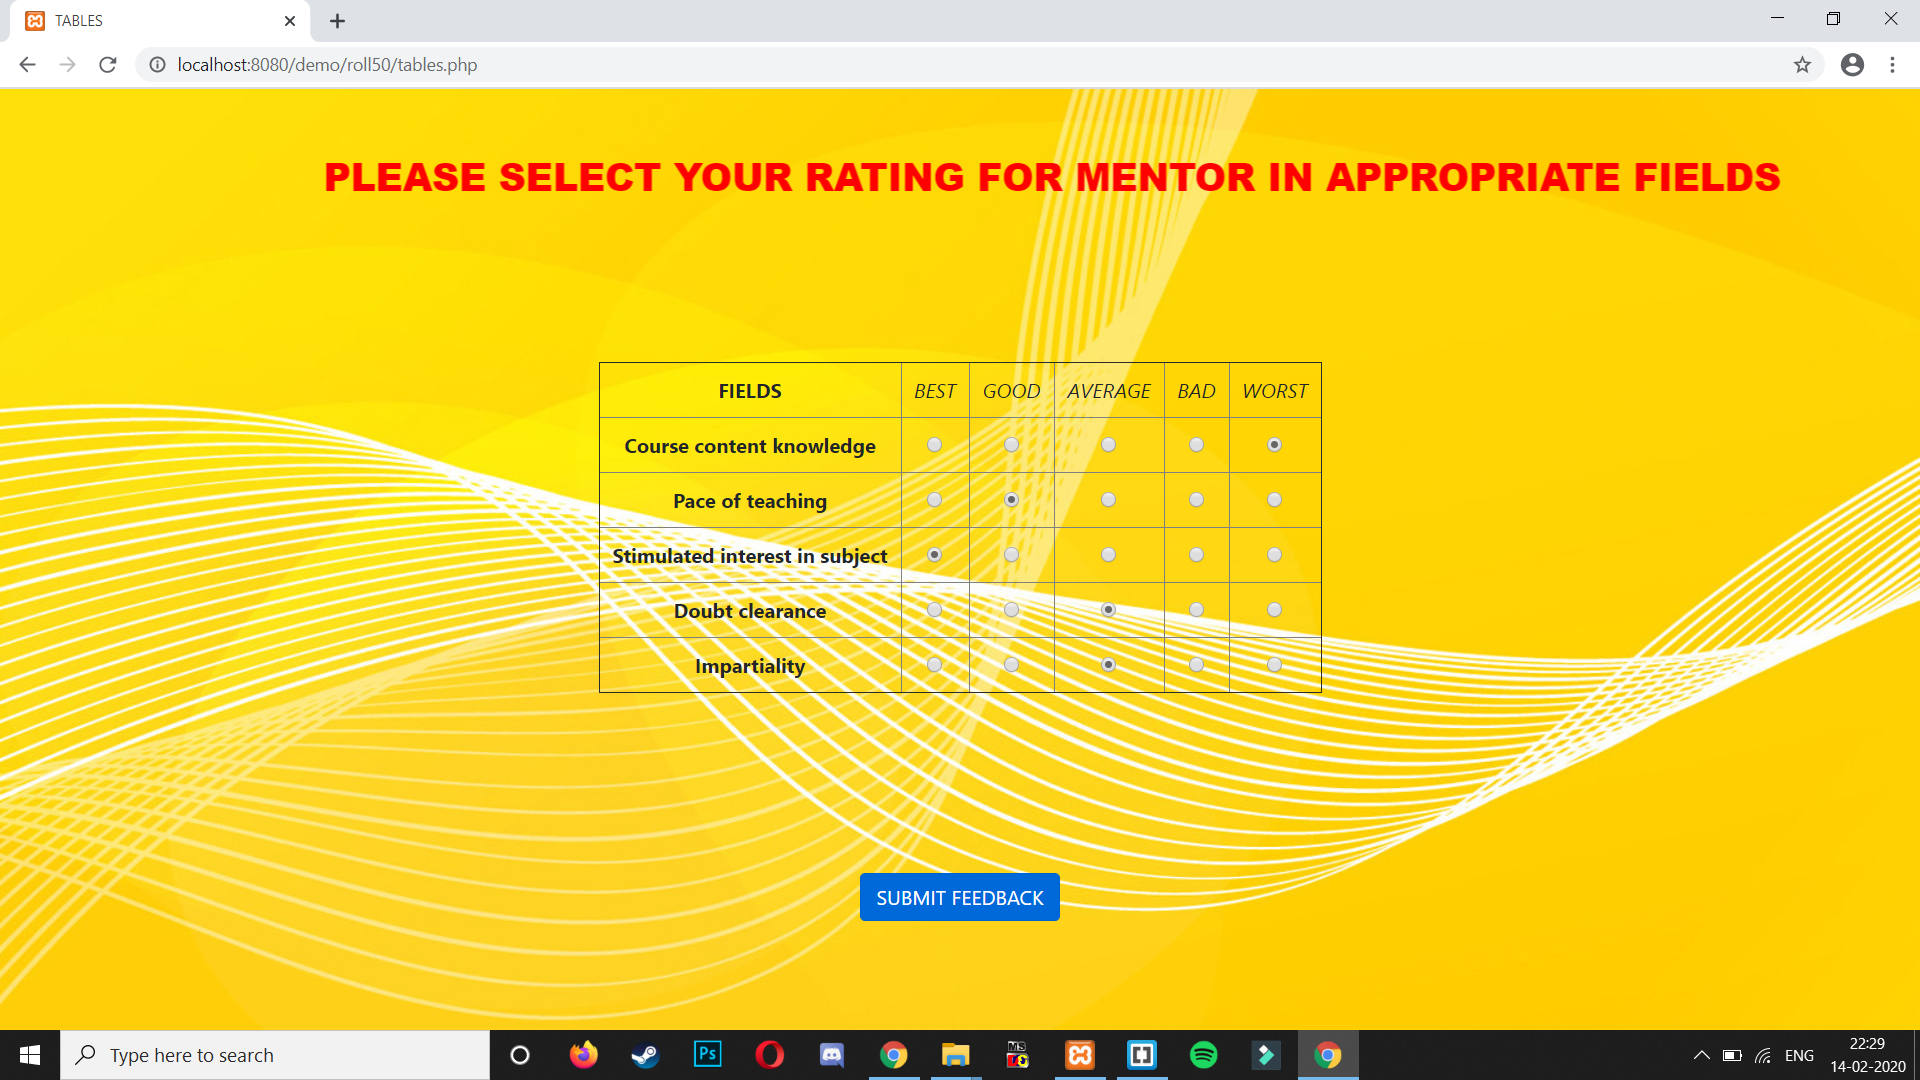 TABLES
localhost:8080/demo/roll50/tables.php
PLEASE SELECT YOUR RATING FOR MENTOR IN APPROPRIATE FIELDS
FIELDS BEST GOOD AVERAGE BAD WORST
Course content knowledge
Pace of teaching
Stimulated interest in subject
Doubt clearance
Impartiality
SUBMIT FEEDBACK
Type here to search
Ps
MS
ENG
22:29
14-02-2020